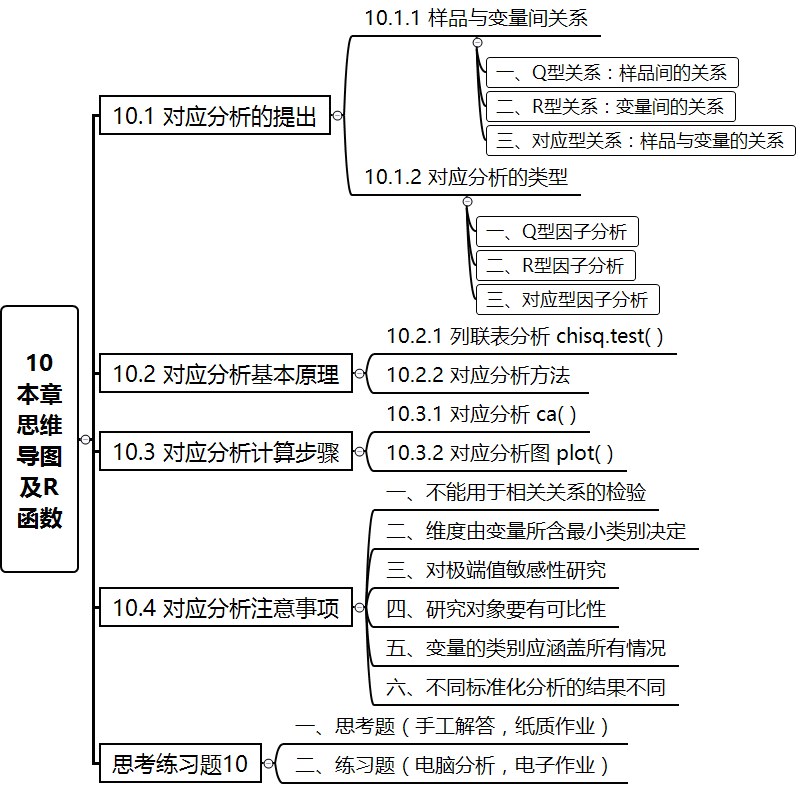 10
本章
思维
导图
及R
函数
10.1 对应分析的提出
10.1.1 样品与变量间关系
一、Q型关系：样品间的关系
二、R型关系：变量间的关系
三、对应型关系：样品与变量的关系
10.1.2 对应分析的类型
一、Q型因子分析
二、R型因子分析
三、对应型因子分析
10.2 对应分析基本原理
10.2.1 列联表分析 chisq.test( )
10.2.2 对应分析方法
10.3 对应分析计算步骤
10.3.1 对应分析 ca( )
10.3.2 对应分析图 plot( )
10.4 对应分析注意事项
一、不能用于相关关系的检验
二、维度由变量所含最小类别决定
三、对极端值敏感性研究
四、研究对象要有可比性
五、变量的类别应涵盖所有情况
六、不同标准化分析的结果不同
思考练习题10
一、思考题（手工解答，纸质作业）
二、练习题（电脑分析，电子作业）